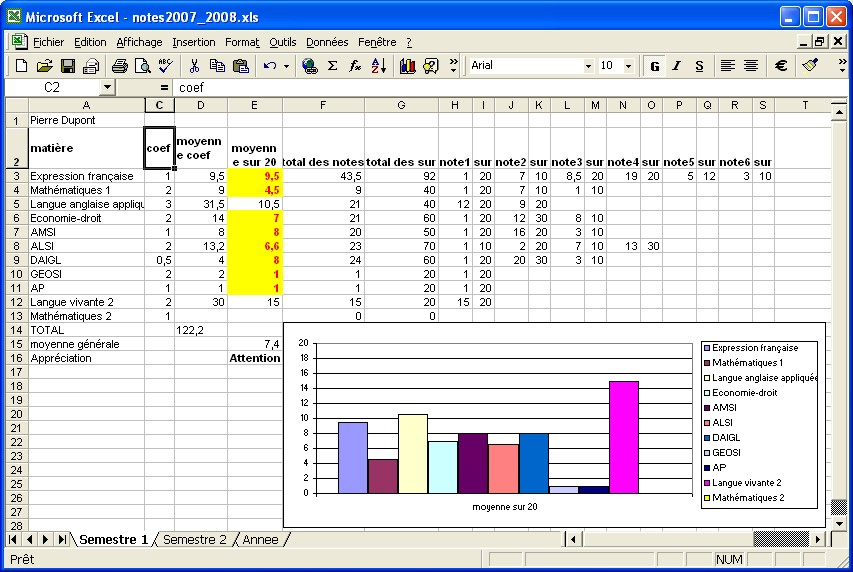 Microsoft Excel - notes2007_2008.xls
Fichier Edition Affichage Insertion Format Outils Données Fenêtre ?
Arial 10 G I S €
C2 = coef
A B C D E F G H I J K L M N O P Q R S T
1 Pierre Dupont
2 matière coef moyenn e coef moyenn e sur 20 total des notes total des sur note1 sur note2 sur note3 sur note4 sur note5 sur note6 sur
3 Expression française 1 9,5 9,5 43,5 92 1 20 7 10 8,5 20 19 20 5 12 3 10
4 Mathématiques 1 2 9 4,5 9 40 1 20 7 10 1 10
5 Langue anglaise appliqu 3 31,5 10,5 21 40 12 20 9 20
6 Economie-droit 2 14 7 21 60 1 20 12 30 8 10
7 AMSI 1 8 8 20 50 1 20 16 20 3 10
8 ALSI 2 13,2 6,6 23 70 1 10 2 20 7 10 13 30
9 DAIGL 0,5 4 8 24 60 1 20 20 30 3 10
10 GEOSI 2 2 1 1 20 1 20
11 AP 1 1 1 1 20 1 20
12 Langue vivante 2 2 30 15 15 20 15 20
13 Mathématiques 2 1 0 0
14 TOTAL 122,2
15 moyenne générale 7,4
16 Appréciation Attention
17
18
19
20
21
22
23
24
25
26
27
28
20
18
16
14
12
10
8
6
4
2
0
moyenne sur 20
Expression française
Mathématiques 1
Langue anglaise appliquée
Economie-droit
AMSI
ALSI
DAIGL
GEOSI
AP
Langue vivante 2
Mathématiques 2
Semestre 1 Semestre 2 Annee
Prêt NUM